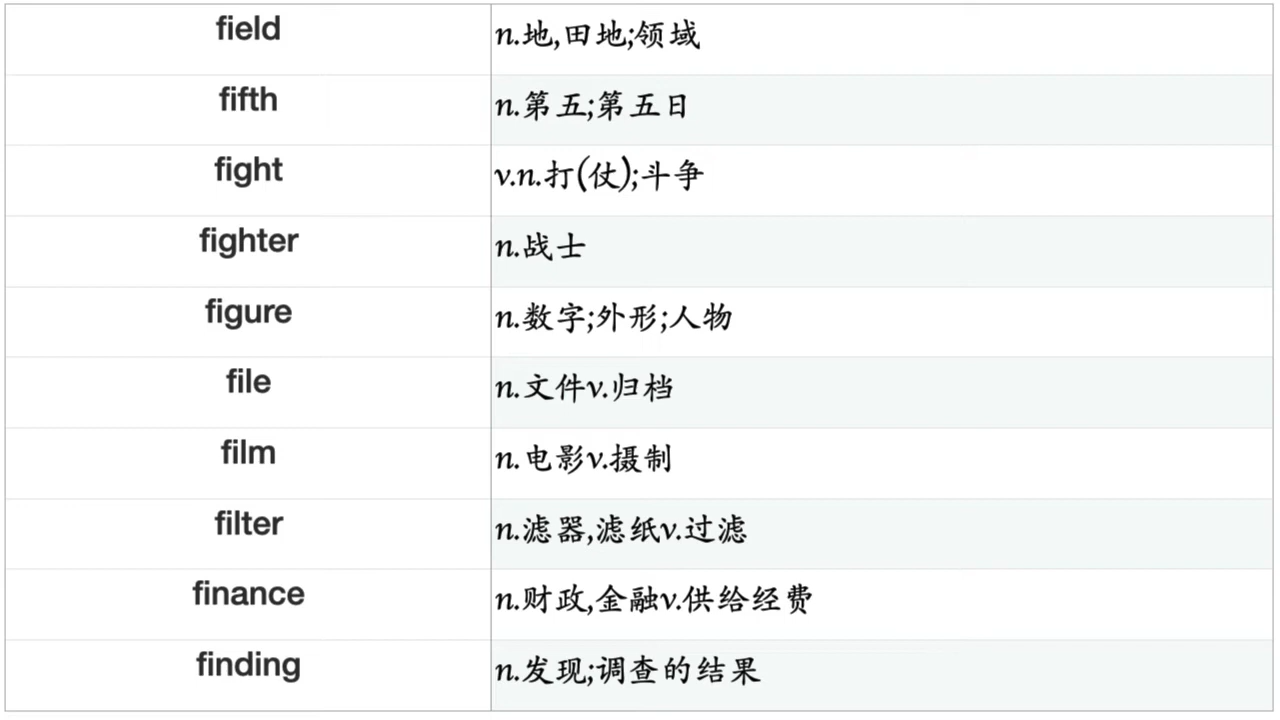 field n.地,田地;领域
fifth n.第五;第五日
fight v.n.打(仗);斗争
fighter n.战士
figure n.数字;外形;人物
file n.文件v.归档
film n.电影v.摄制
filter n.滤器,滤纸v.过滤
finance n.财政,金融v.供给经费
finding n.发现;调查的结果